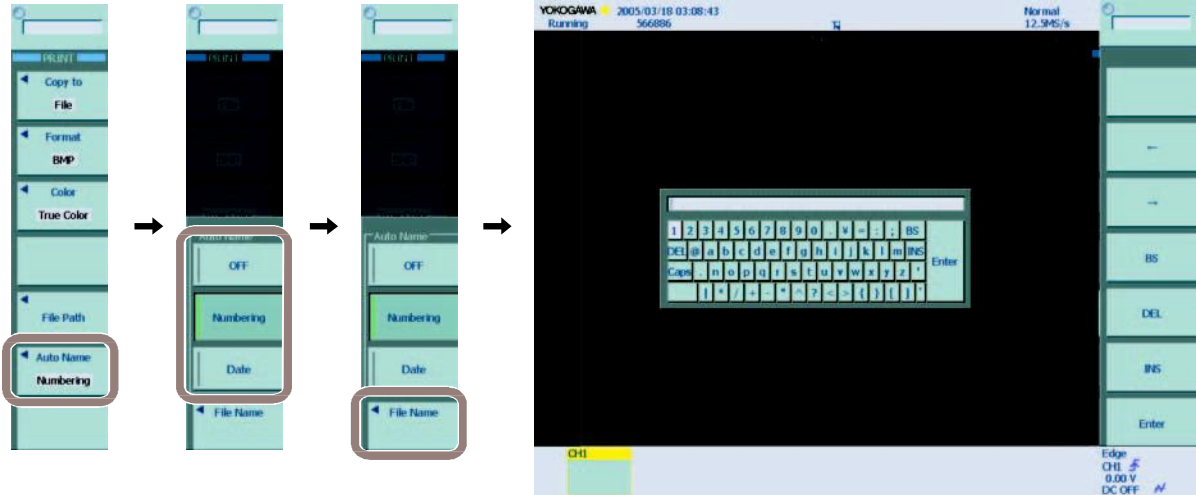 PRINT
Copy to
File
Format
BMP
Color
True Color
File Path
Auto Name
Numbering
PRINT
Auto Name
OFF
Numbering
Date
File Name
PRINT
Auto Name
OFF
Numbering
Date
File Name
YOKOGAWA 2005/03/18 03:08:43 Normal
Running 566886 12.5MS/s
1 2 3 4 5 6 7 8 9 0 . ¥ = : ; BS
DEL @ a b c d e f g h i j k l m INS
Caps . n o p q r s t u v w x y z '
Enter
←
→
BS
DEL
INS
Enter
CH1
Edge
CH1
0.00 V
DC OFF